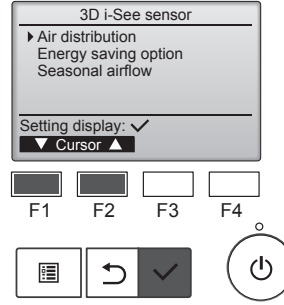 3D i-See sensor
Air distribution
Energy saving option
Seasonal airflow
Setting display:
Cursor
F1 F2 F3 F4